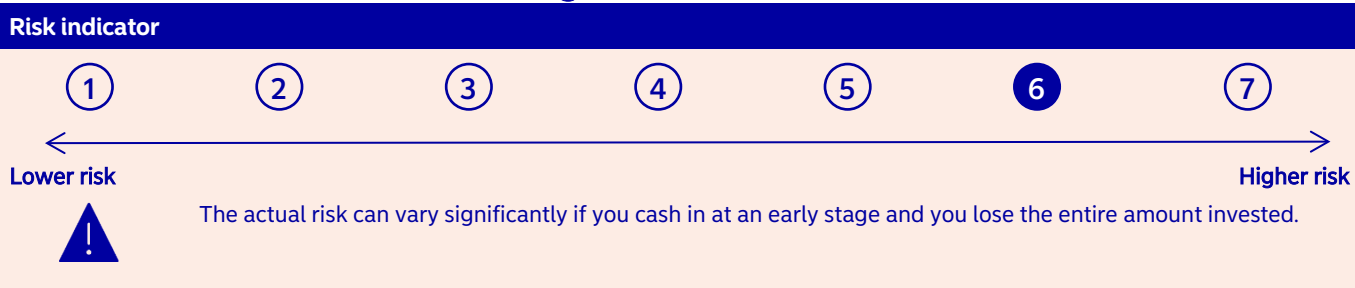 Risk indicator
1 2 3 4 5 6 7
Lower risk Higher risk
! The actual risk can vary significantly if you cash in at an early stage and you lose the entire amount invested.